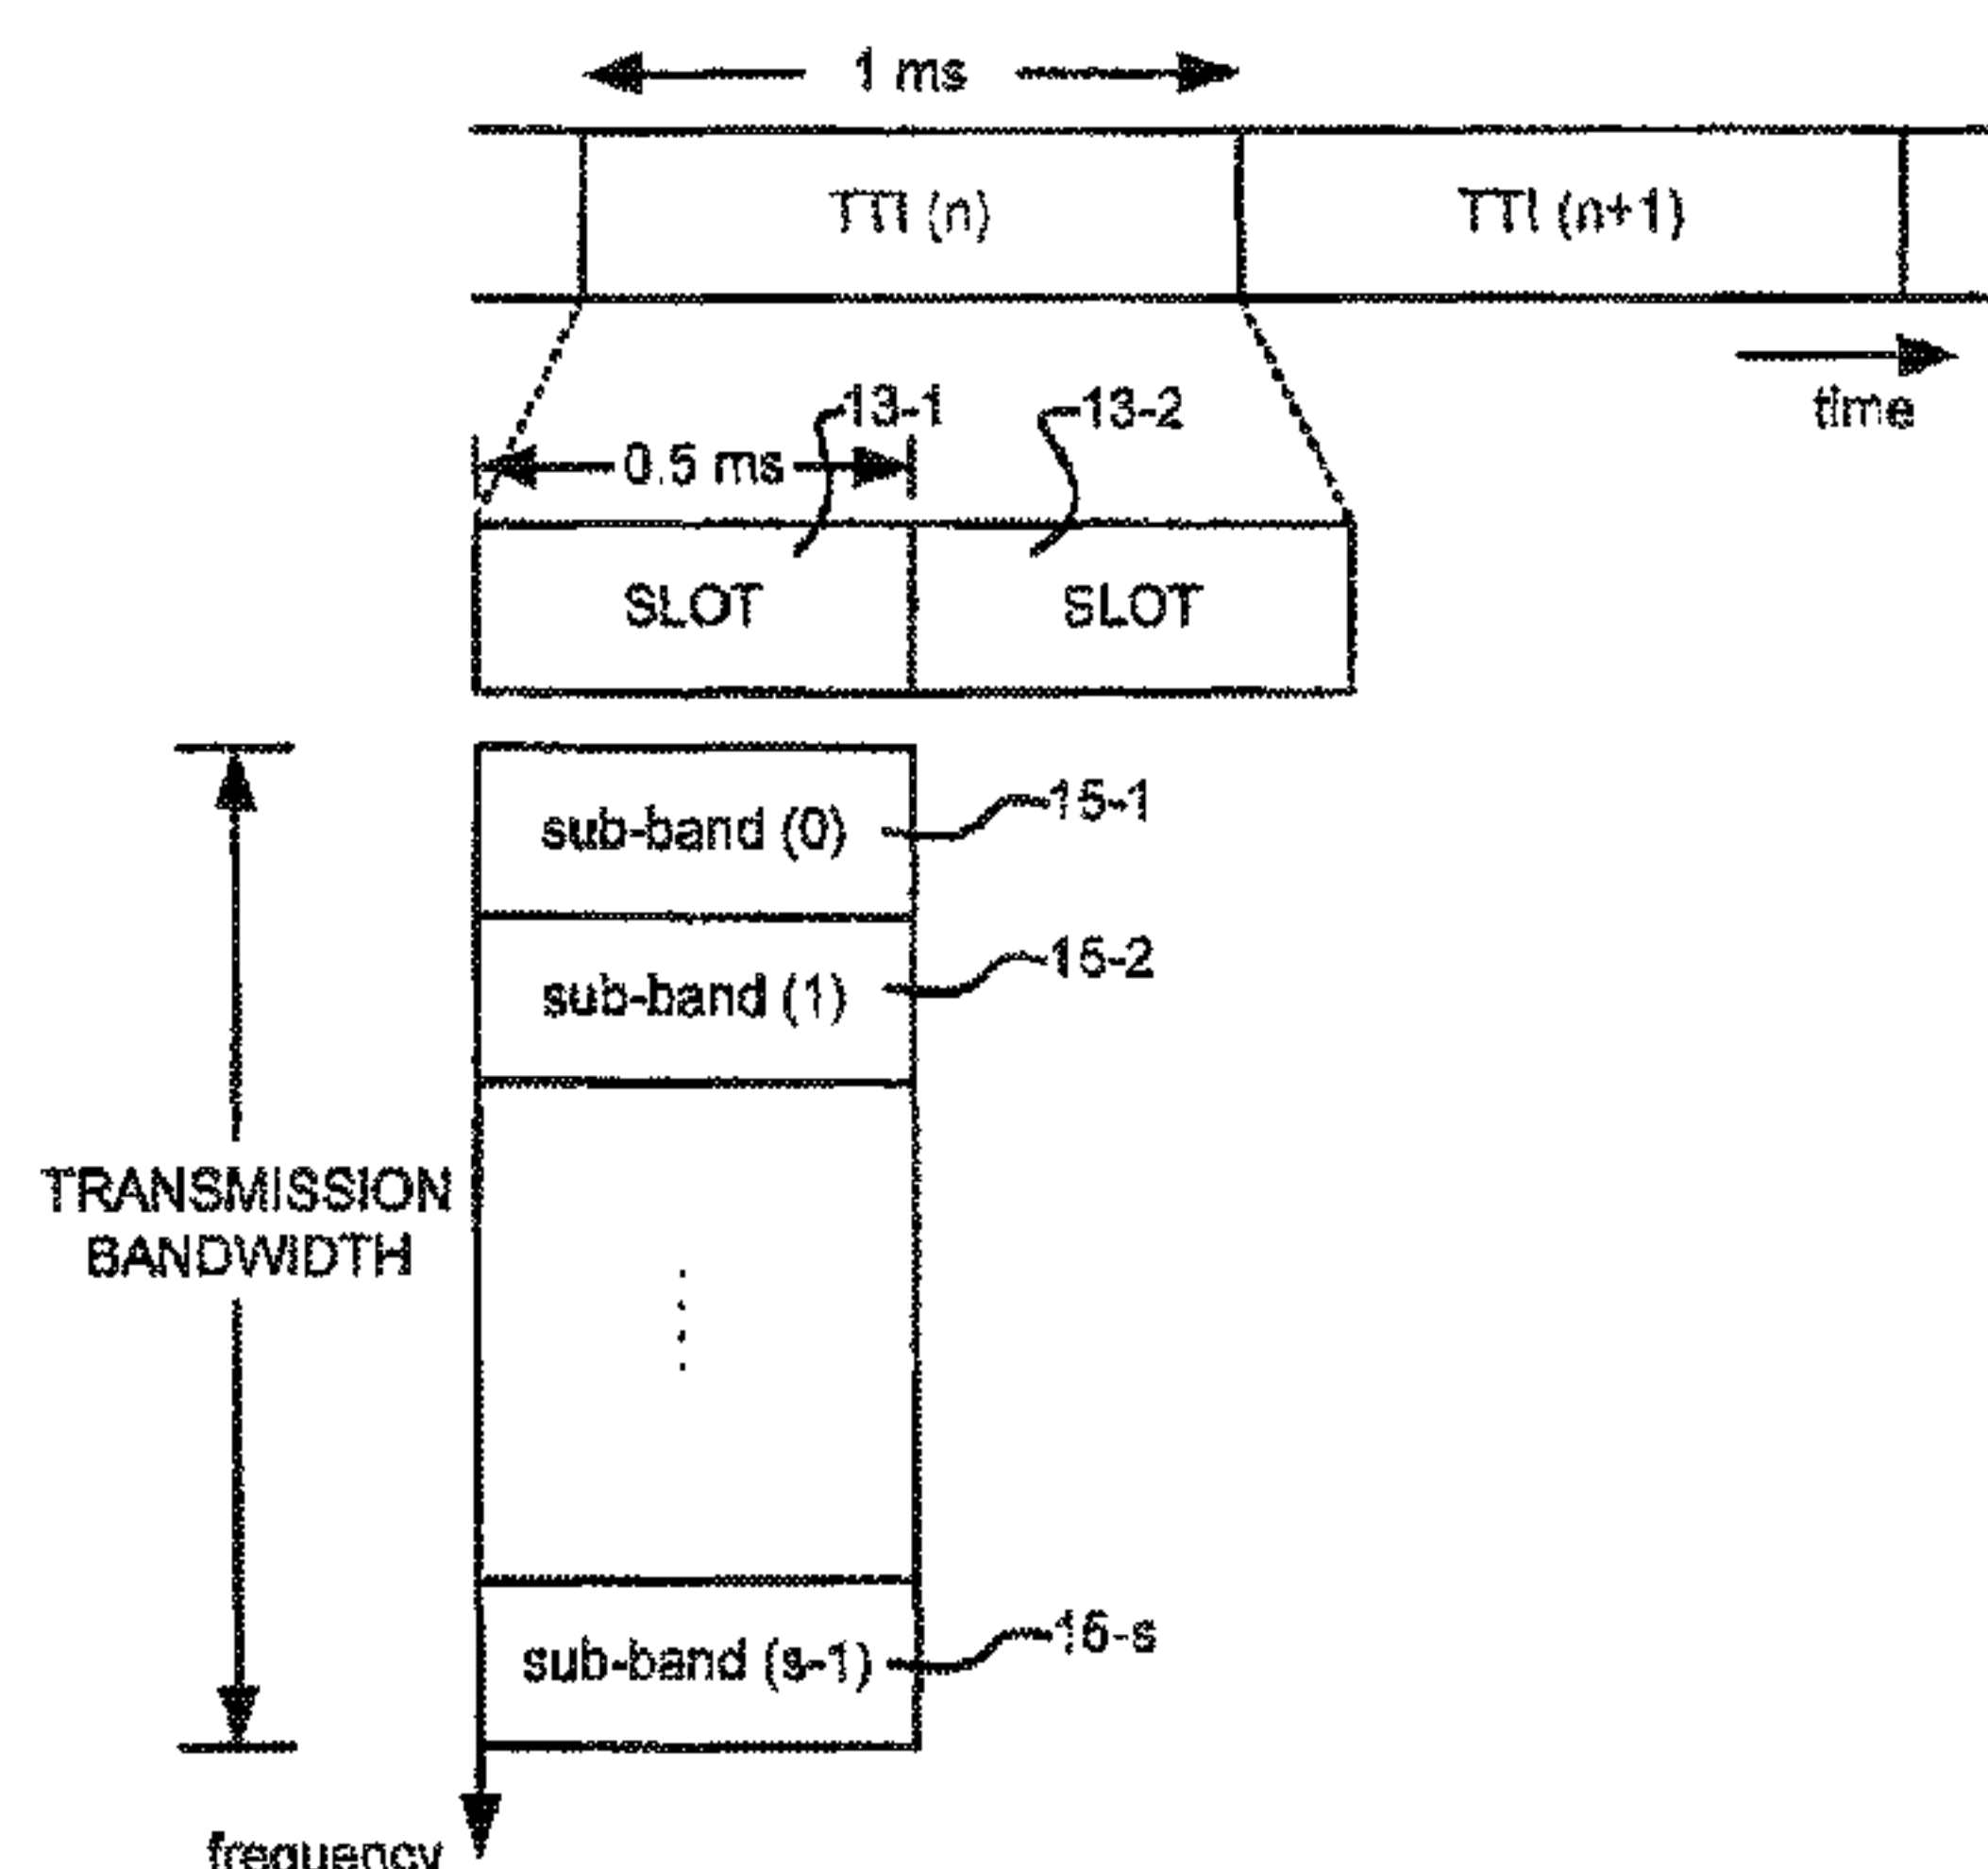 1 ms
TTI (n)
TTI (n+1)
time
13-1
13-2
0.5 ms
SLOT
SLOT
sub-band (0)
15-1
sub-band (1)
15-2
TRANSMISSION
BANDWIDTH
sub-band (s-1)
15-s
frequency